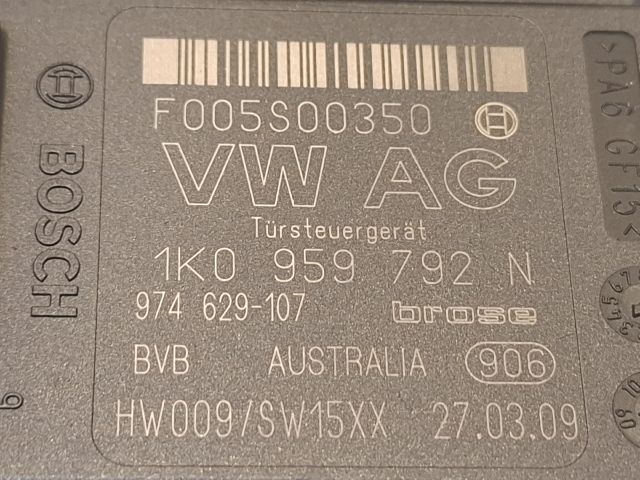 F005S00350
VW AG
Türsteuergerät
1K0 959 792 N
974 629-107 brose
BVB AUSTRALIA 906
HW009/SW15XX 27.03.09
BOSCH
>PA6 GF15<